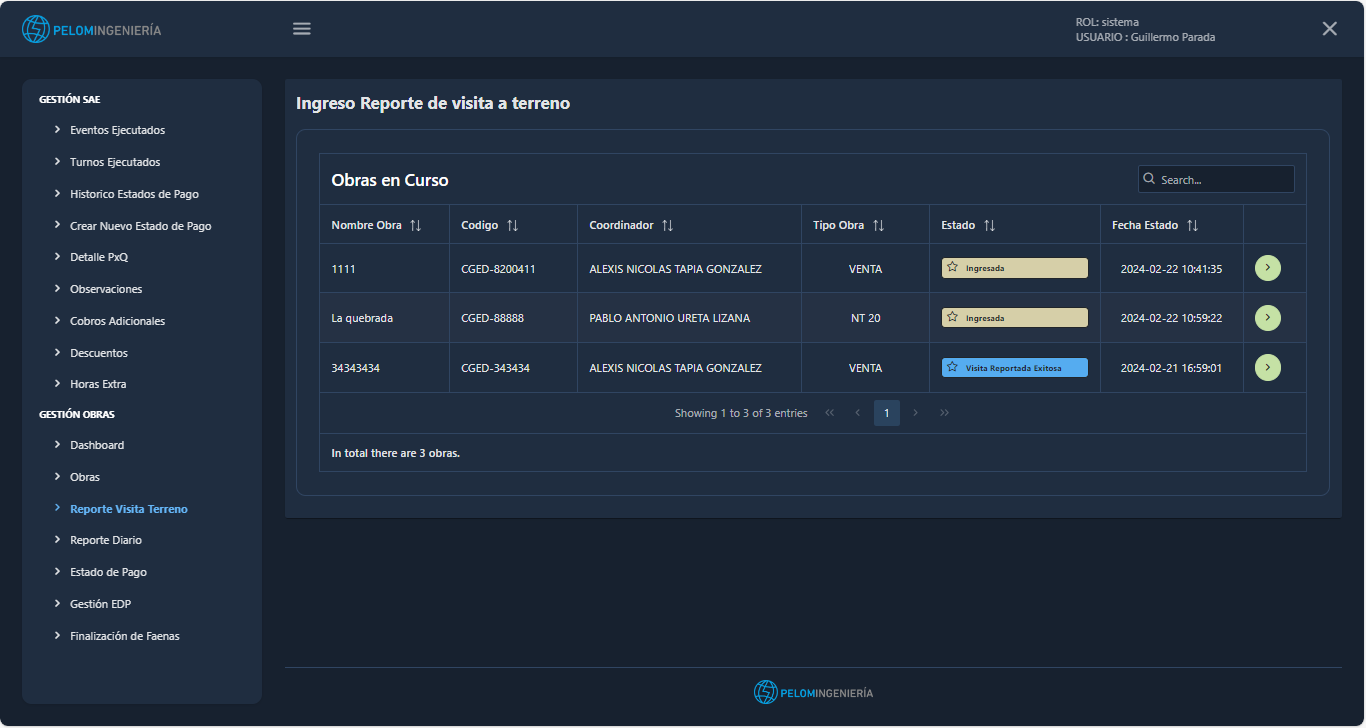 PELOMINGENIERÍA
ROL: sistema
USUARIO : Guillermo Parada
GESTIÓN SAE
Eventos Ejecutados
Turnos Ejecutados
Historico Estados de Pago
Crear Nuevo Estado de Pago
Detalle PxQ
Observaciones
Cobros Adicionales
Descuentos
Horas Extra
GESTIÓN OBRAS
Dashboard
Obras
Reporte Visita Terreno
Reporte Diario
Estado de Pago
Gestión EDP
Finalización de Faenas
Ingreso Reporte de visita a terreno
Obras en Curso
Search...
Nombre Obra Codigo Coordinador Tipo Obra Estado Fecha Estado
1111 CGED-8200411 ALEXIS NICOLAS TAPIA GONZALEZ VENTA Ingresada 2024-02-22 10:41:35
La quebrada CGED-88888 PABLO ANTONIO URETA LIZANA NT 20 Ingresada 2024-02-22 10:59:22
34343434 CGED-343434 ALEXIS NICOLAS TAPIA GONZALEZ VENTA Visita Reportada Exitosa 2024-02-21 16:59:01
Showing 1 to 3 of 3 entries 1
In total there are 3 obras.
PELOMINGENIERÍA